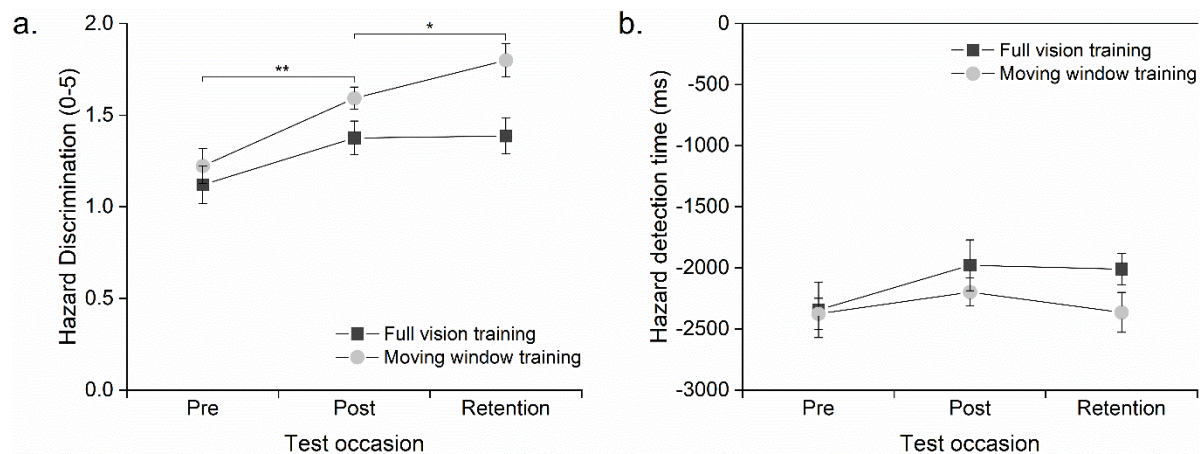 a.
Hazard Discrimination (0-5)
2.0
1.5
1.0
0.5
0.0
**
*
Full vision training
Moving window training
Pre
Post
Retention
Test occasion
b.
Hazard detection time (ms)
0
-500
-1000
-1500
-2000
-2500
-3000
Full vision training
Moving window training
Pre
Post
Retention
Test occasion